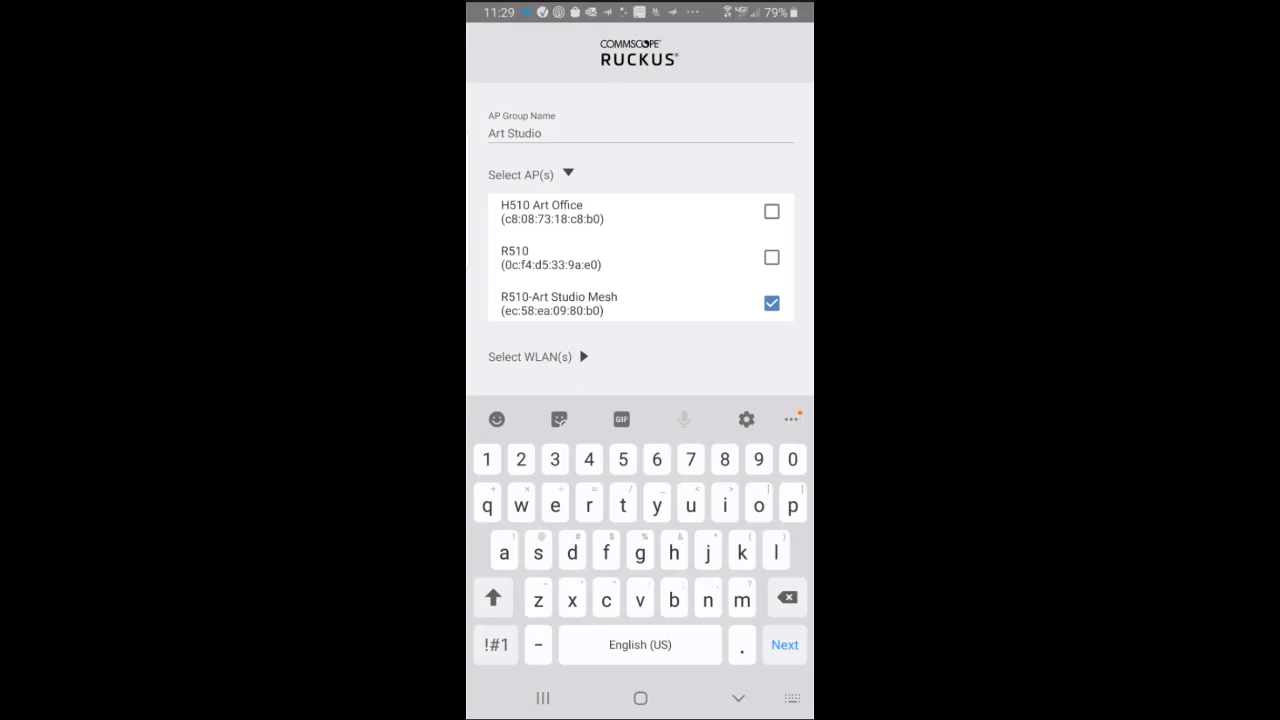 11:29
79%
COMMSCOPE
RUCKUS
AP Group Name
Art Studio
Select AP(s)
H510 Art Office
(c8:08:73:18:c8:b0)
R510
(0c:f4:d5:33:9a:e0)
R510-Art Studio Mesh
(ec:58:ea:09:80:b0)
Select WLAN(s)
GIF
1 2 3 4 5 6 7 8 9 0
q w e r t y u i o p
a s d f g h j k l
z x c v b n m
!#1 - English (US) . Next